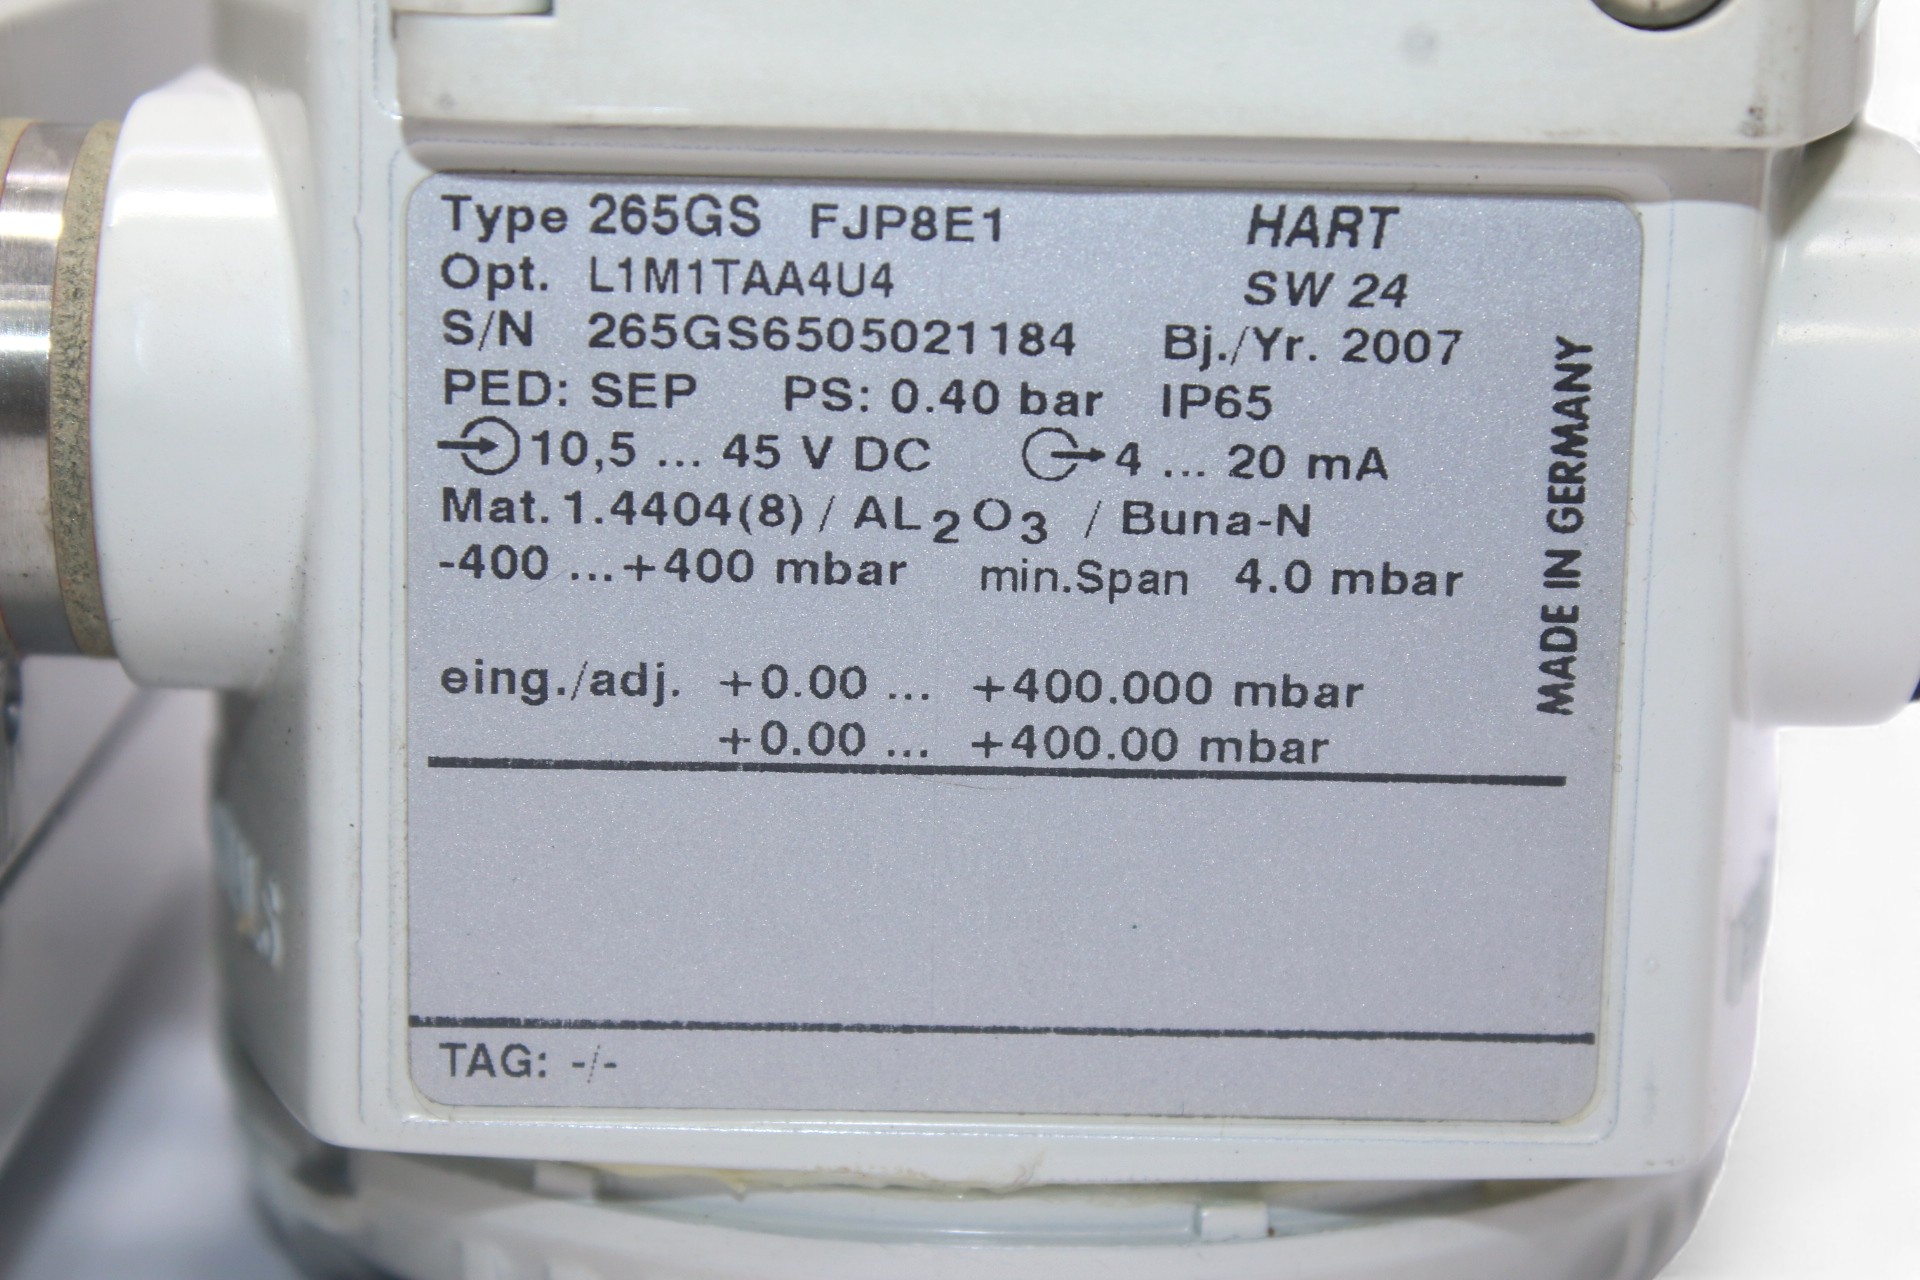 Type 265GS FJP8E1 HART
Opt. L1M1TAA4U4 SW 24
S/N 265GS6505021184 Bj./Yr. 2007
PED: SEP PS: 0.40 bar IP65
10,5 ... 45 V DC 4 ... 20 mA
Mat. 1.4404(8) / AL2O3 / Buna-N
-400 ...+400 mbar min.Span 4.0 mbar
eing./adj. +0.00 ... +400.000 mbar
+0.00 ... +400.00 mbar
TAG: -/-
MADE IN GERMANY